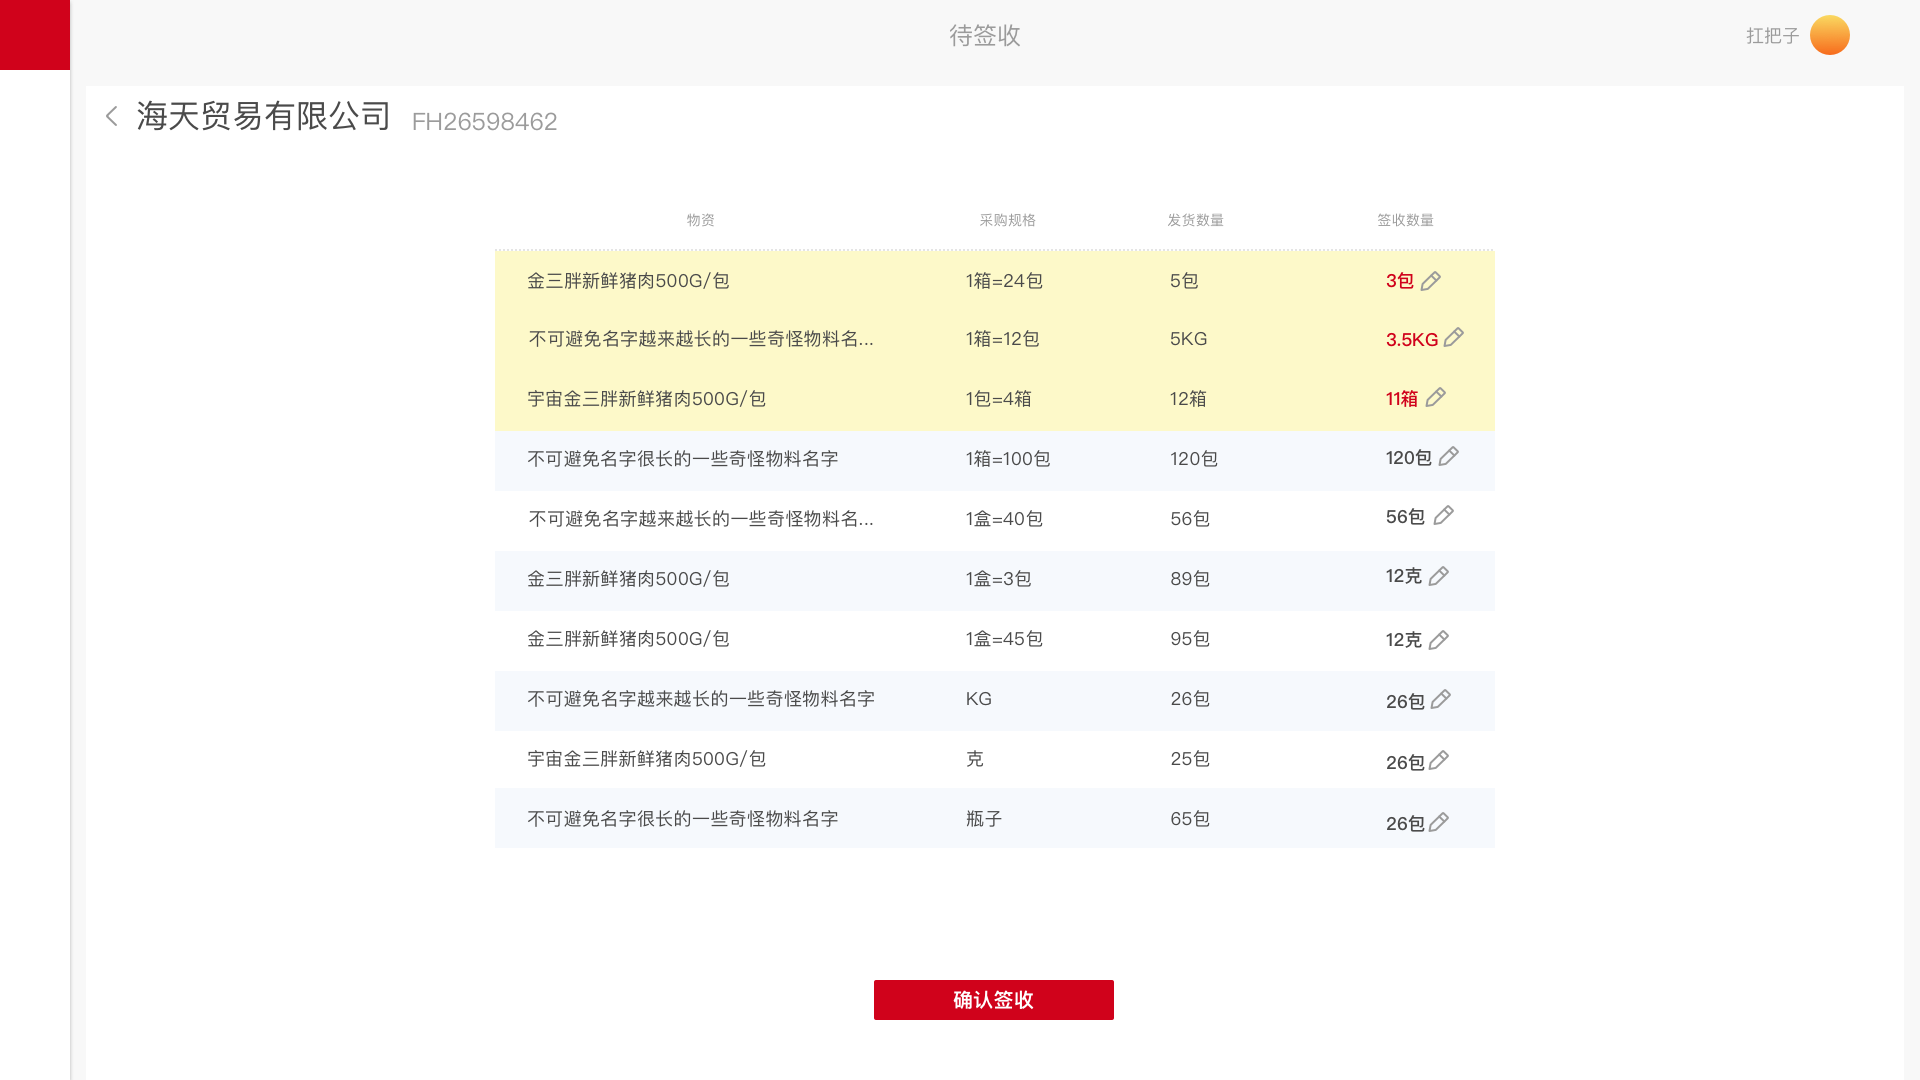 待签收
扛把子
海天贸易有限公司 FH26598462
物资 采购规格 发货数量 签收数量
金三胖新鲜猪肉500G/包 1箱=24包 5包 3包
不可避免名字越来越长的一些奇怪物料名... 1箱=12包 5KG 3.5KG
宇宙金三胖新鲜猪肉500G/包 1包=4箱 12箱 11箱
不可避免名字很长的一些奇怪物料名字 1箱=100包 120包 120包
不可避免名字越来越长的一些奇怪物料名... 1盒=40包 56包 56包
金三胖新鲜猪肉500G/包 1盒=3包 89包 12克
金三胖新鲜猪肉500G/包 1盒=45包 95包 12克
不可避免名字越来越长的一些奇怪物料名字 KG 26包 26包
宇宙金三胖新鲜猪肉500G/包 克 25包 26包
不可避免名字很长的一些奇怪物料名字 瓶子 65包 26包
确认签收